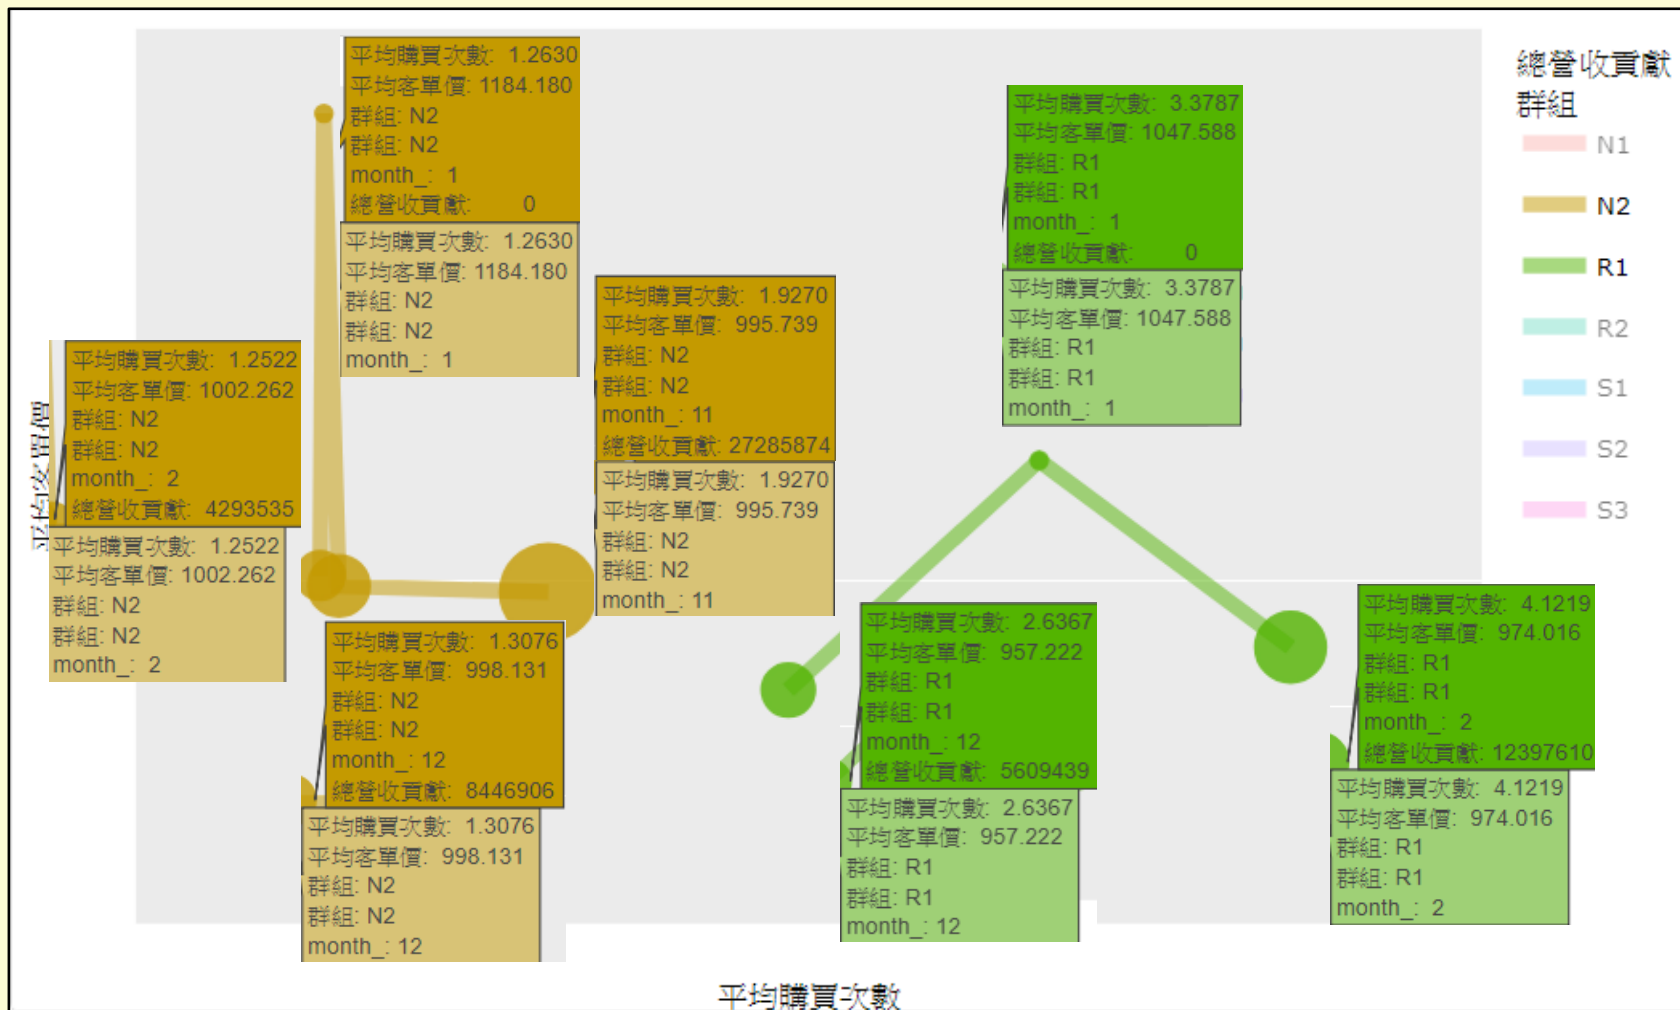 平均購買次數: 1.2630
平均客單價: 1184.180
群組: N2
群組: N2
month_: 1
總營收貢獻: 0
平均購買次數: 1.2630
平均客單價: 1184.180
群組: N2
群組: N2
month_: 1
平均購買次數: 1.2522
平均客單價: 1002.262
群組: N2
群組: N2
month_: 2
總營收貢獻: 4293535
平均購買次數: 1.2522
平均客單價: 1002.262
群組: N2
群組: N2
month_: 2
平均購買次數: 1.9270
平均客單價: 995.739
群組: N2
群組: N2
month_: 11
總營收貢獻: 27285874
平均購買次數: 1.9270
平均客單價: 995.739
群組: N2
群組: N2
month_: 11
平均購買次數: 1.3076
平均客單價: 998.131
群組: N2
群組: N2
month_: 12
總營收貢獻: 8446906
平均購買次數: 1.3076
平均客單價: 998.131
群組: N2
群組: N2
month_: 12
平均購買次數: 3.3787
平均客單價: 1047.588
群組: R1
群組: R1
month_: 1
總營收貢獻: 0
平均購買次數: 3.3787
平均客單價: 1047.588
群組: R1
群組: R1
month_: 1
平均購買次數: 2.6367
平均客單價: 957.222
群組: R1
群組: R1
month_: 12
總營收貢獻: 5609439
平均購買次數: 2.6367
平均客單價: 957.222
群組: R1
群組: R1
month_: 12
平均購買次數: 4.1219
平均客單價: 974.016
群組: R1
群組: R1
month_: 2
總營收貢獻: 12397610
平均購買次數: 4.1219
平均客單價: 974.016
群組: R1
群組: R1
month_: 2
總營收貢獻
群組
N1
N2
R1
R2
S1
S2
S3
平均客單價
平均購買次數